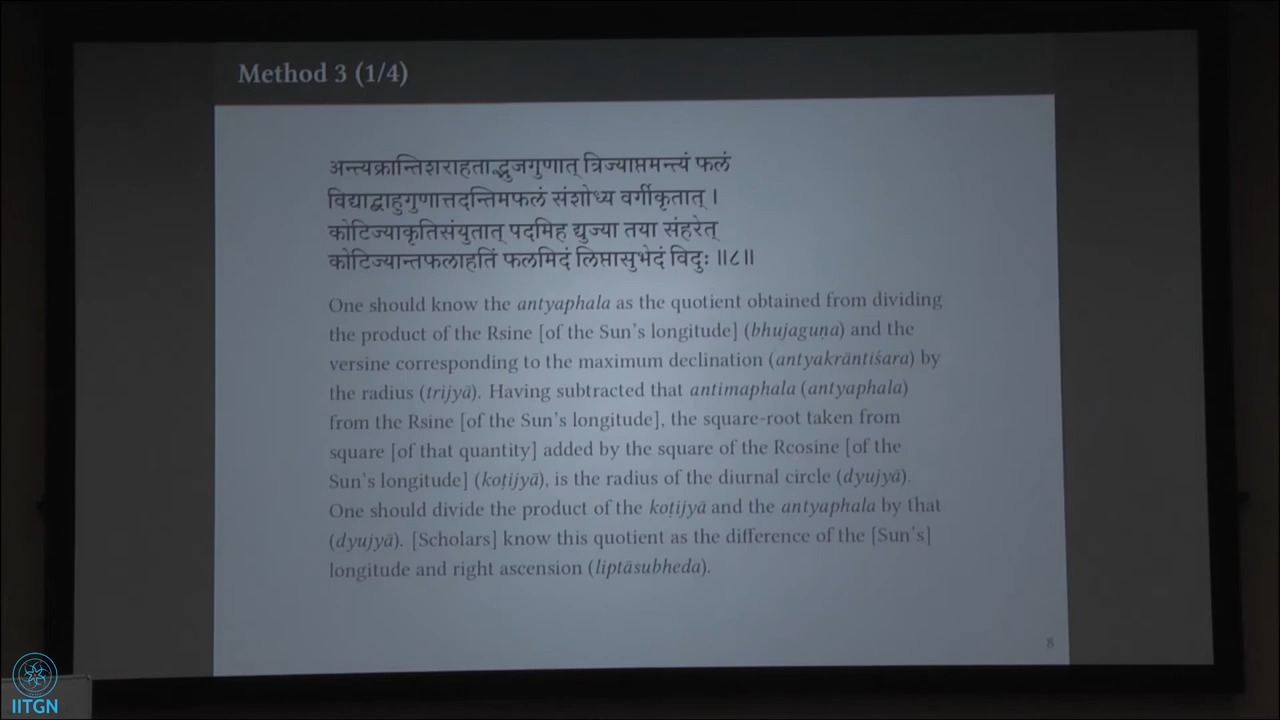 Method 3 (1/4)
अन्त्यक्रान्तिशराहताद्भुजगुणात् त्रिज्याप्तमन्त्यं फलं
विद्याद्बाहुगुणात्तदन्तिमफलं संशोध्य वर्गीकृतात् ।
कोटिज्याकृतिसंयुतात् पदमिह द्युज्या तया संहरेत्
कोटिज्यान्तफलाहतिं फलमिदं लिप्तासुभेदं विदुः ॥८॥
One should know the antyaphala as the quotient obtained from dividing
the product of the Rsine [of the Sun's longitude] (bhujaguṇa) and the
versine corresponding to the maximum declination (antyakrāntiśara) by
the radius (trijyā). Having subtracted that antimaphala (antyaphala)
from the Rsine [of the Sun's longitude], the square-root taken from
square [of that quantity] added by the square of the Rcosine [of the
Sun's longitude] (koṭijyā), is the radius of the diurnal circle (dyujyā).
One should divide the product of the koṭijyā and the antyaphala by that
(dyujyā). [Scholars] know this quotient as the difference of the [Sun's]
longitude and right ascension (liptāsubheda).
8
IITGN